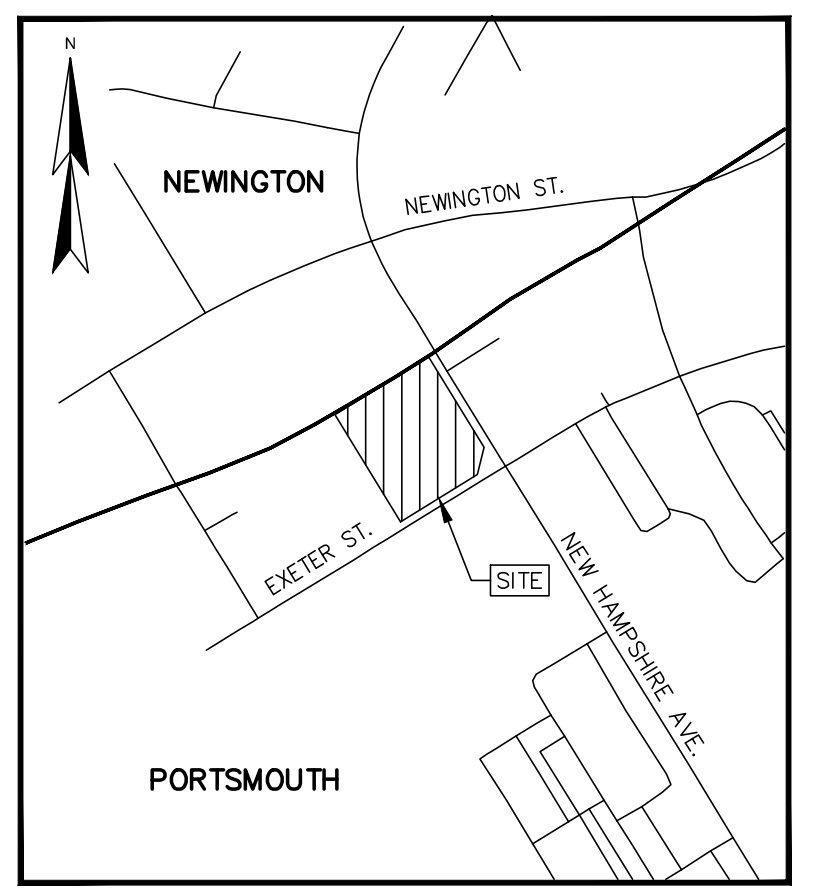 N
NEWINGTON
NEWINGTON ST.
EXETER ST.
SITE
NEW HAMPSHIRE AVE.
PORTSMOUTH